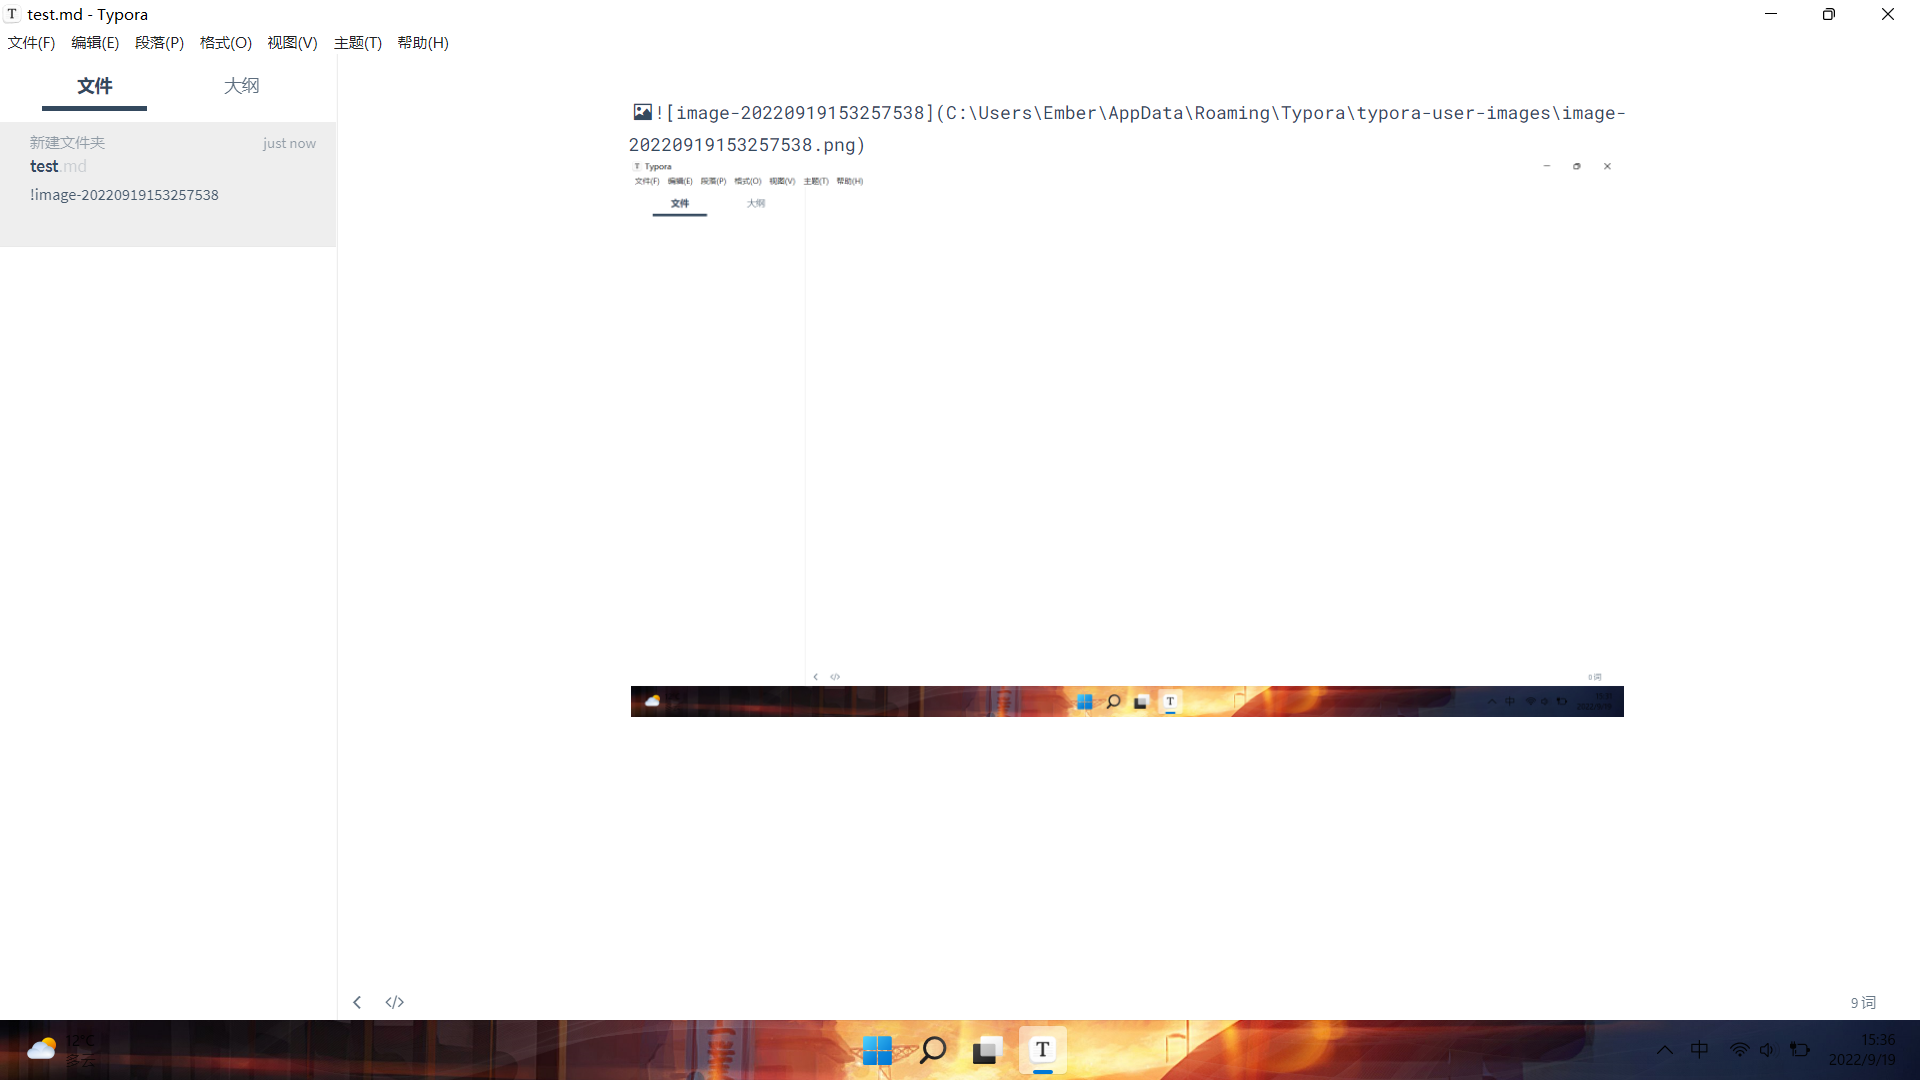 T test.md - Typora
文件(F) 编辑(E) 段落(P) 格式(O) 视图(V) 主题(T) 帮助(H)
文件 大纲
新建文件夹 just now
test.md
!image-20220919153257538
![image-20220919153257538](C:\Users\Ember\AppData\Roaming\Typora\typora-user-images\image-
20220919153257538.png)
T Typora
文件(F) 编辑(E) 段落(P) 格式(O) 视图(V) 主题(T) 帮助(H)
文件 大纲
</> 0 词
T 中
2022/9/19
</> 9 词
12°C
多云
T
中
15:36
2022/9/19